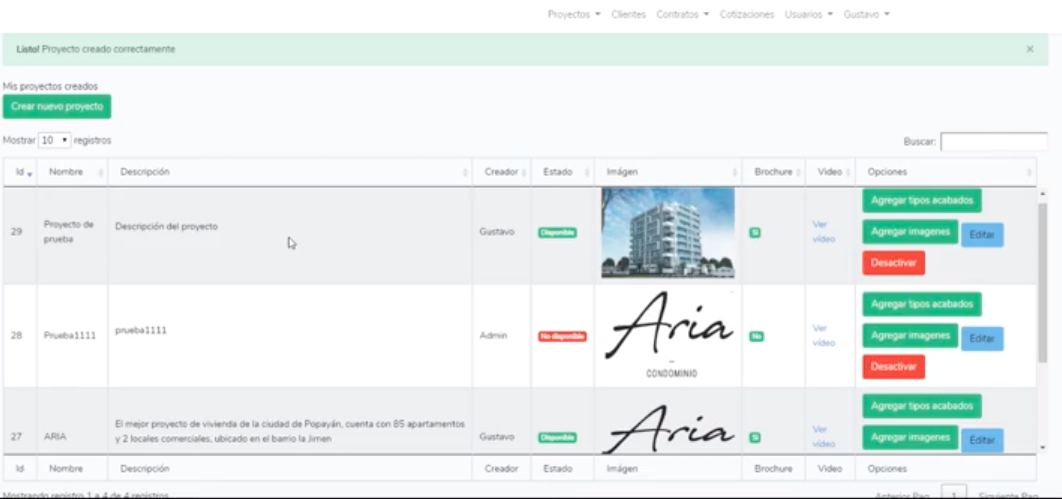 Proyectos Clientes Contratos Cotizaciones Usuarios Gustavo
Listo! Proyecto creado correctamente ×
Mis proyectos creados
Crear nuevo proyecto
Mostrar 10 registros
Buscar:
Id Nombre Descripción Creador Estado Imágen Brochure Video Opciones
29 Proyecto de prueba Descripción del proyecto Gustavo Disponible Si Ver video
Agregar tipos acabados
Agregar imagenes Editar
Desactivar
28 Prueba1111 prueba1111 Admin No disponible Aria CONDOMINIO No Ver video
Agregar tipos acabados
Agregar imagenes Editar
Desactivar
27 ARIA El mejor proyecto de vivienda de la ciudad de Popayán, cuenta con 85 apartamentos
y 2 locales comerciales, ubicado en el barrio la Jimen Gustavo Disponible Aria Si Ver video
Agregar tipos acabados
Agregar imagenes Editar
Id Nombre Descripción Creador Estado Imágen Brochure Video Opciones
Mostrando registro 1 a 4 de 4 registros
Anterior Pag 1 Siguiente Pag